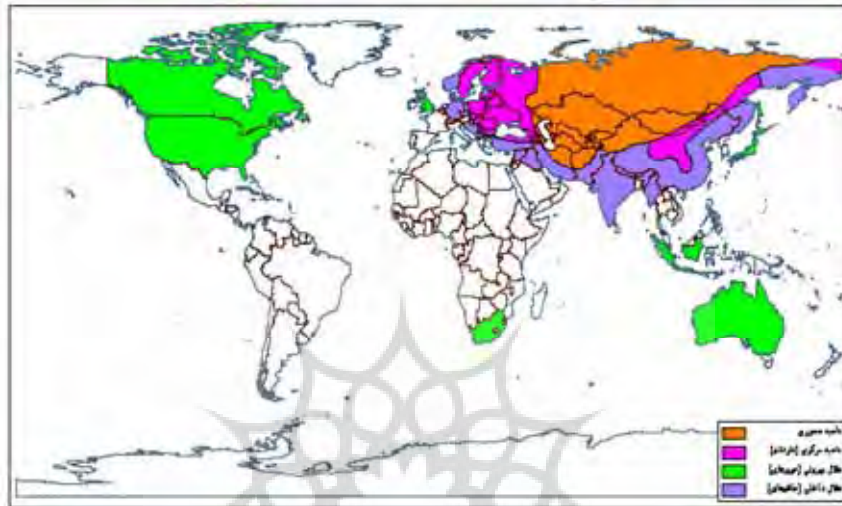 ناحیه محوری
ناحیه مرکزی (هارتلند)
هلال بیرونی (جزیره‌ای)
هلال داخلی (حاشیه‌ای)